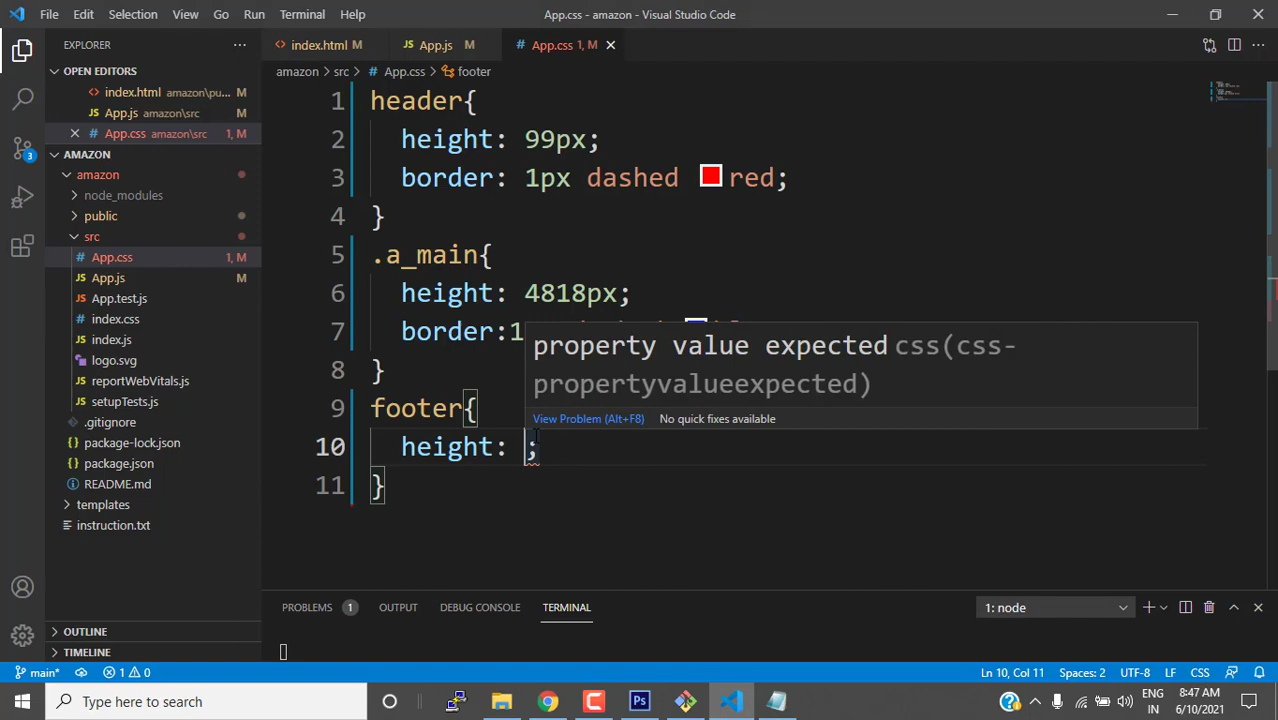 File Edit Selection View Go Run Terminal Help App.css - amazon - Visual Studio Code
EXPLORER
index.html M
App.js M
App.css 1, M
OPEN EDITORS
index.html amazon\pu... M
App.js amazon\src M
App.css amazon\src 1, M
AMAZON
amazon
node_modules
public
src
App.css 1, M
App.js M
App.test.js
index.css
index.js
logo.svg
reportWebVitals.js
setupTests.js
.gitignore
package-lock.json
package.json
README.md
templates
instruction.txt
OUTLINE
TIMELINE
amazon > src > App.css > footer
1 header{
2 height: 99px;
3 border: 1px dashed red;
4 }
5 .a_main{
6 height: 4818px;
7 border:1
8 }
9 footer{
10 height: ;
11 }
property value expected css(css-
propertyvalueexpected)
View Problem (Alt+F8) No quick fixes available
PROBLEMS 1 OUTPUT DEBUG CONSOLE TERMINAL 1: node
3
main* 1 0 Ln 10, Col 11 Spaces: 2 UTF-8 LF CSS
Type here to search
Ps
ENG
IN
8:47 AM
6/10/2021